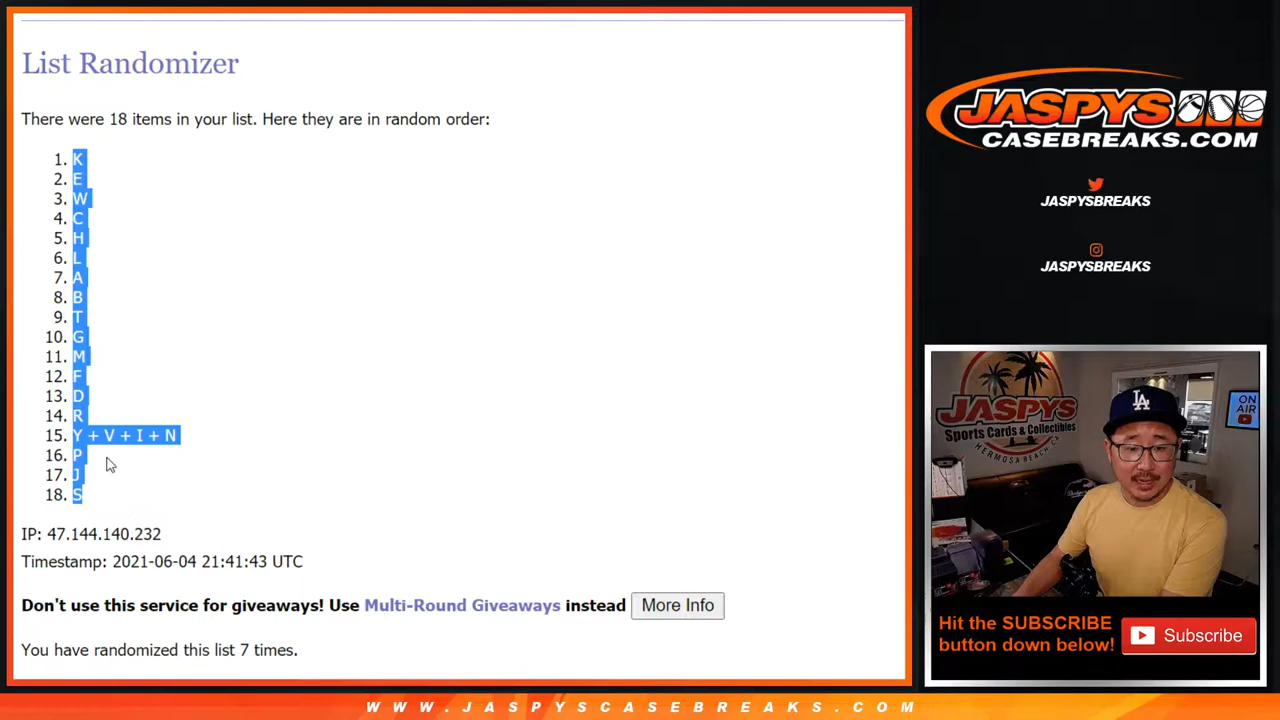 List Randomizer
There were 18 items in your list. Here they are in random order:
1. K
2. E
3. W
4. C
5. H
6. L
7. A
8. B
9. T
10. G
11. M
12. F
13. D
14. R
15. Y + V + I + N
16. P
17. J
18. S
IP: 47.144.140.232
Timestamp: 2021-06-04 21:41:43 UTC
Don't use this service for giveaways! Use Multi-Round Giveaways instead More Info
You have randomized this list 7 times.
JASPYS
CASEBREAKS.COM
JASPYSBREAKS
JASPYSBREAKS
JASPYS
Sports Cards & Collectibles
HERMOSA BEACH CA
LA
ON
AIR
Hit the SUBSCRIBE
button down below!
Subscribe
WWW.JASPYSCASEBREAKS.COM